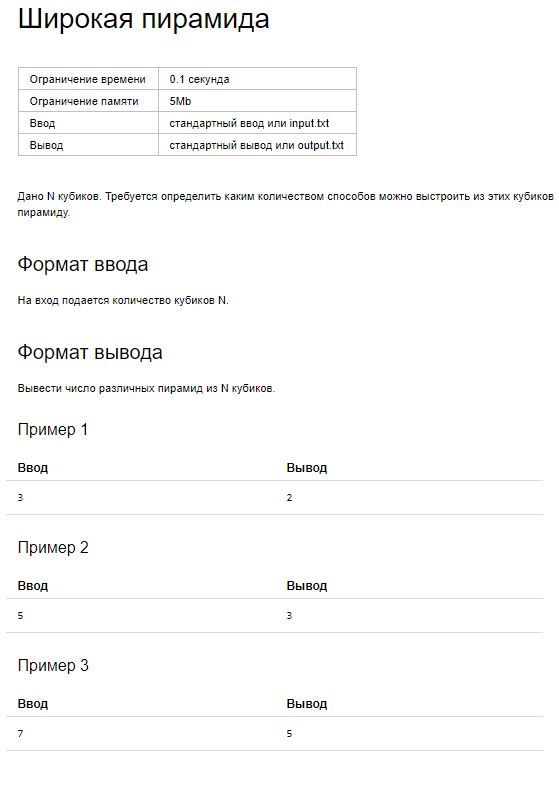 Широкая пирамида
Ограничение времени 0.1 секунда
Ограничение памяти 5Mb
Ввод стандартный ввод или input.txt
Вывод стандартный вывод или output.txt
Дано N кубиков. Требуется определить каким количеством способов можно выстроить из этих кубиков
пирамиду.
Формат ввода
На вход подается количество кубиков N.
Формат вывода
Вывести число различных пирамид из N кубиков.
Пример 1
Ввод Вывод
3 2
Пример 2
Ввод Вывод
5 3
Пример 3
Ввод Вывод
7 5